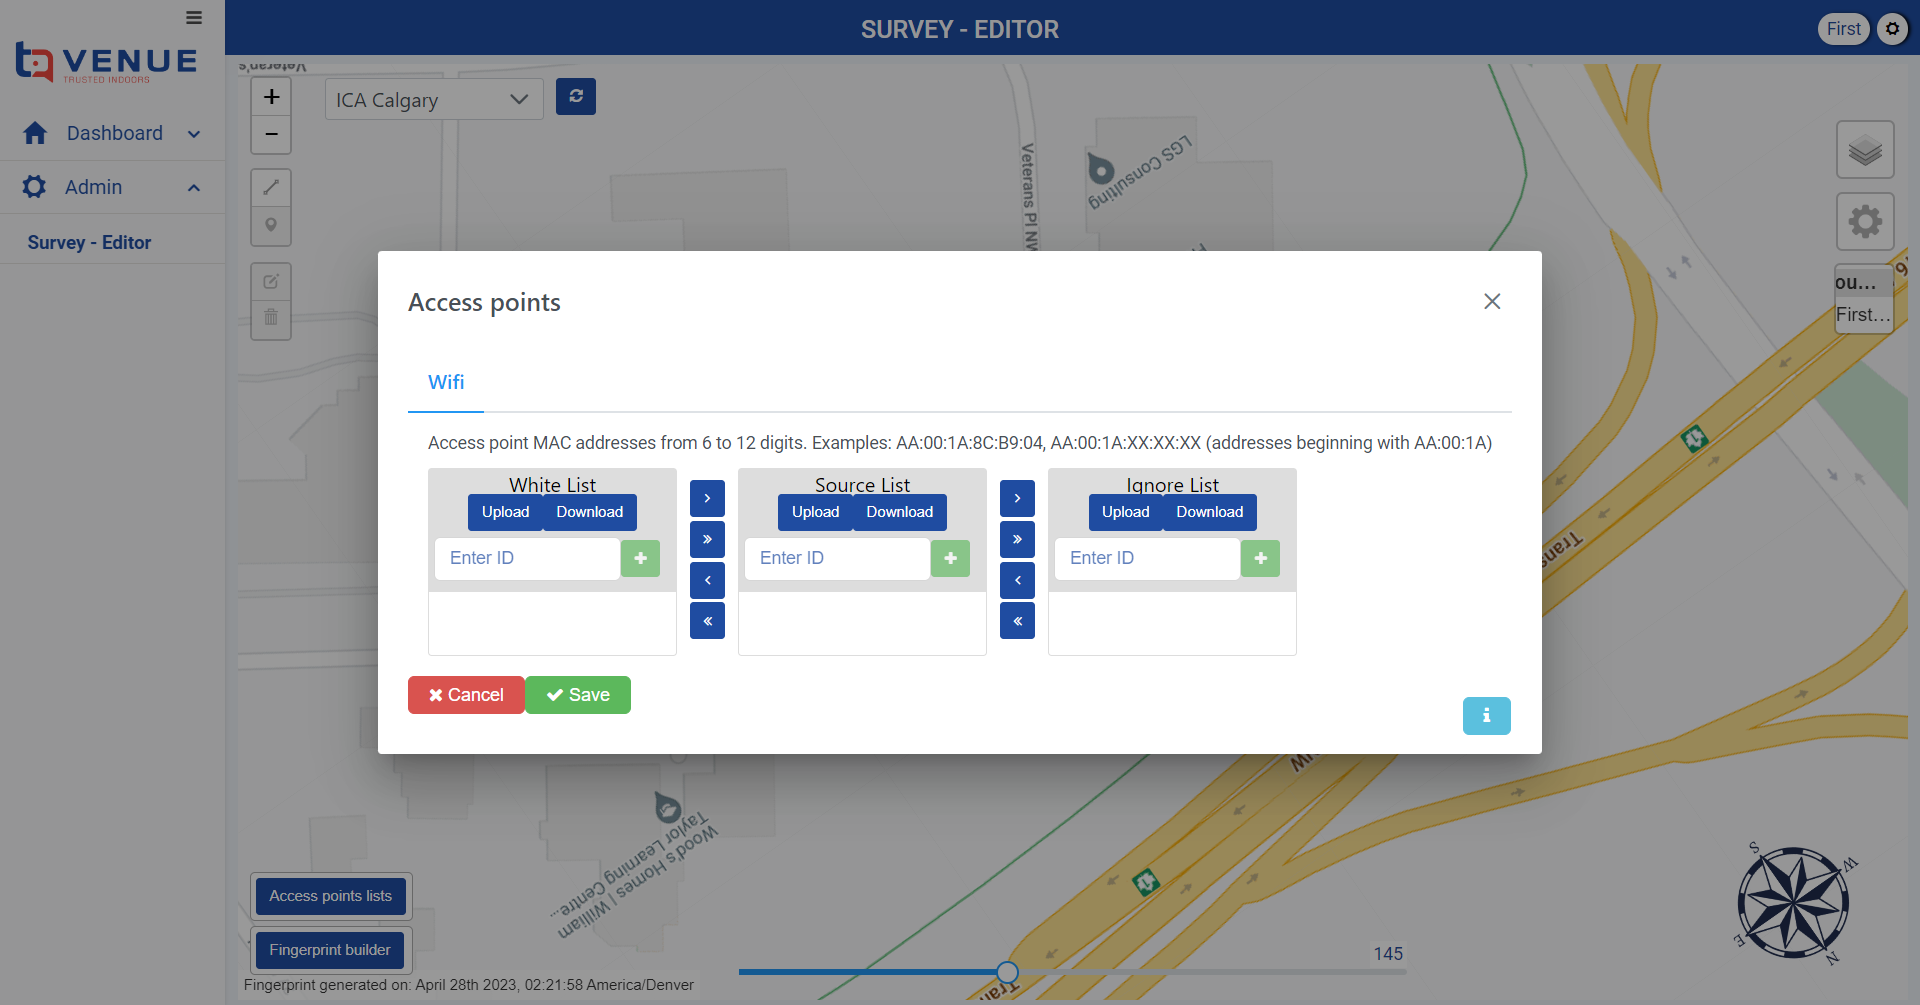 SURVEY - EDITOR
First
VENUE
TRUSTED INDOORS
Dashboard
Admin
Survey - Editor
Veteran's
+
−
ICA Calgary
Veterans Pl NW
LGS Consulting
ou...
First...
Access points
Wifi
Access point MAC addresses from 6 to 12 digits. Examples: AA:00:1A:8C:B9:04, AA:00:1A:XX:XX:XX (addresses beginning with AA:00:1A)
White List
Upload Download
Enter ID
Source List
Upload Download
Enter ID
Ignore List
Upload Download
Enter ID
Cancel
Save
Trans
NW
Wood's Homes | William
Taylor Learning Centre...
Access points lists
Fingerprint builder
Fingerprint generated on: April 28th 2023, 02:21:58 America/Denver
145
Trans
S
W
E
N